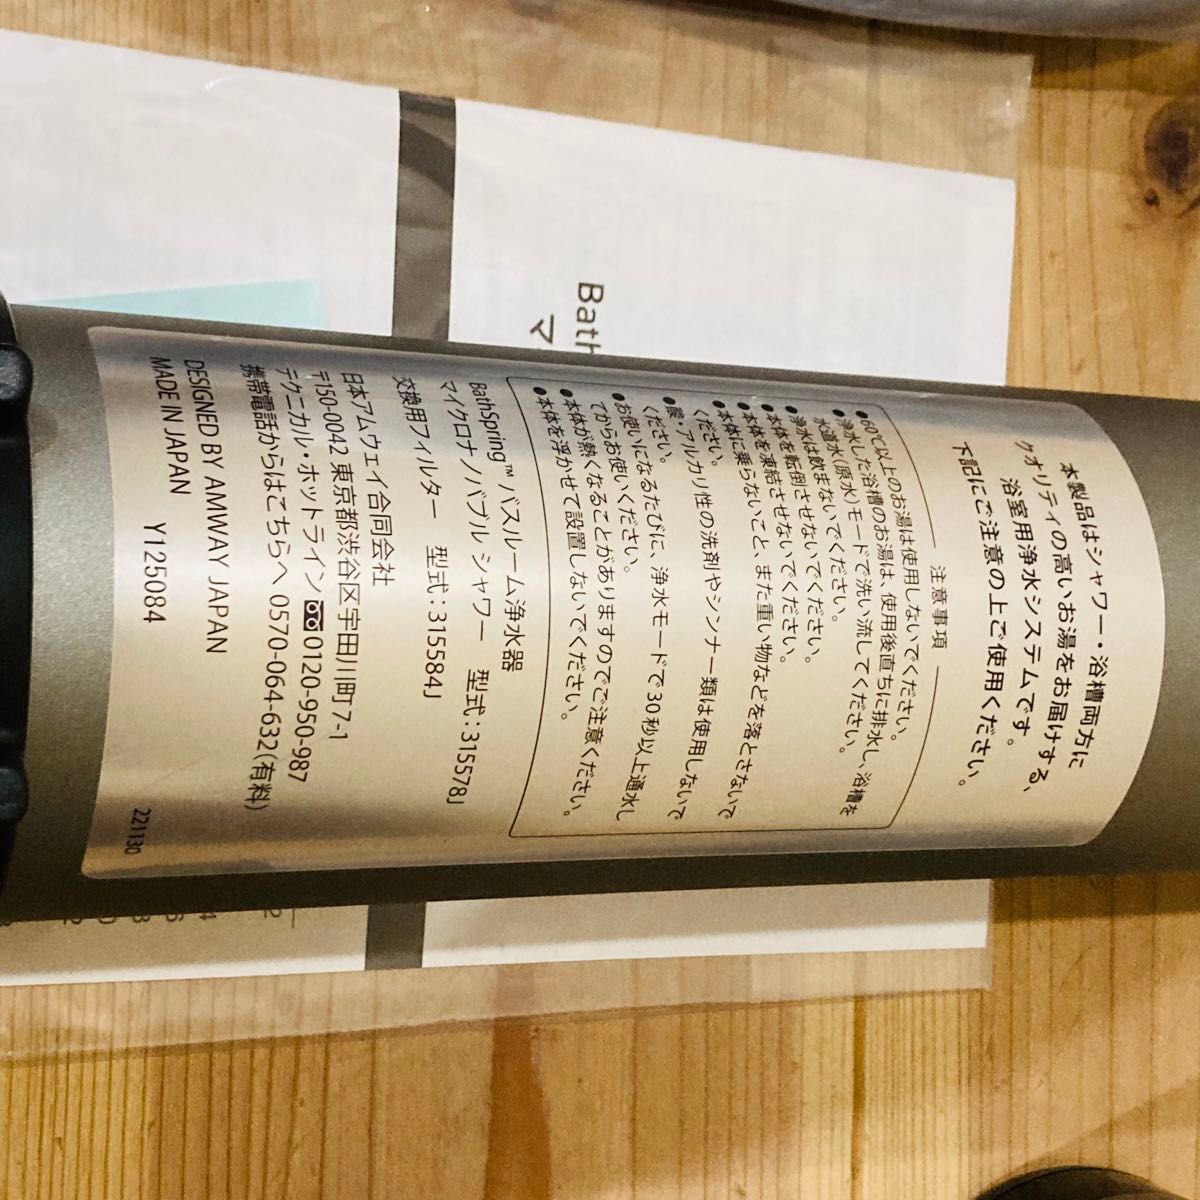 本製品はシャワー・浴槽両方に
クオリティの高いお湯をお届けする、
浴室用浄水システムです。
下記にご注意の上ご使用ください。
注意事項
●60℃以上のお湯は使用しないでください。
●浄水した浴槽のお湯は、使用後直ちに排水し、浴槽を
水道水(原水)モードで洗い流してください。
●浄水は飲まないでください。
●本体を転倒させないでください。
●本体を凍結させないでください。
●本体に乗らないこと、また重い物などを落とさないで
ください。
●酸・アルカリ性の洗剤やシンナー類は使用しないで
ください。
●お使いになるたびに、浄水モードで30秒以上通水し
てからお使いください。
●本体が熱くなることがありますのでご注意ください。
●本体を浮かせて設置しないでください。
BathSpring™ バスルーム浄水器
マイクロナノバブル シャワー 型式:315578J
交換用フィルター 型式:315584J
日本アムウェイ合同会社
〒150-0042 東京都渋谷区宇田川町7-1
テクニカル・ホットライン 0120-950-987
携帯電話からはこちらへ 0570-064-632(有料)
DESIGNED BY AMWAY JAPAN
MADE IN JAPAN Y125084
221130
Bath
マ